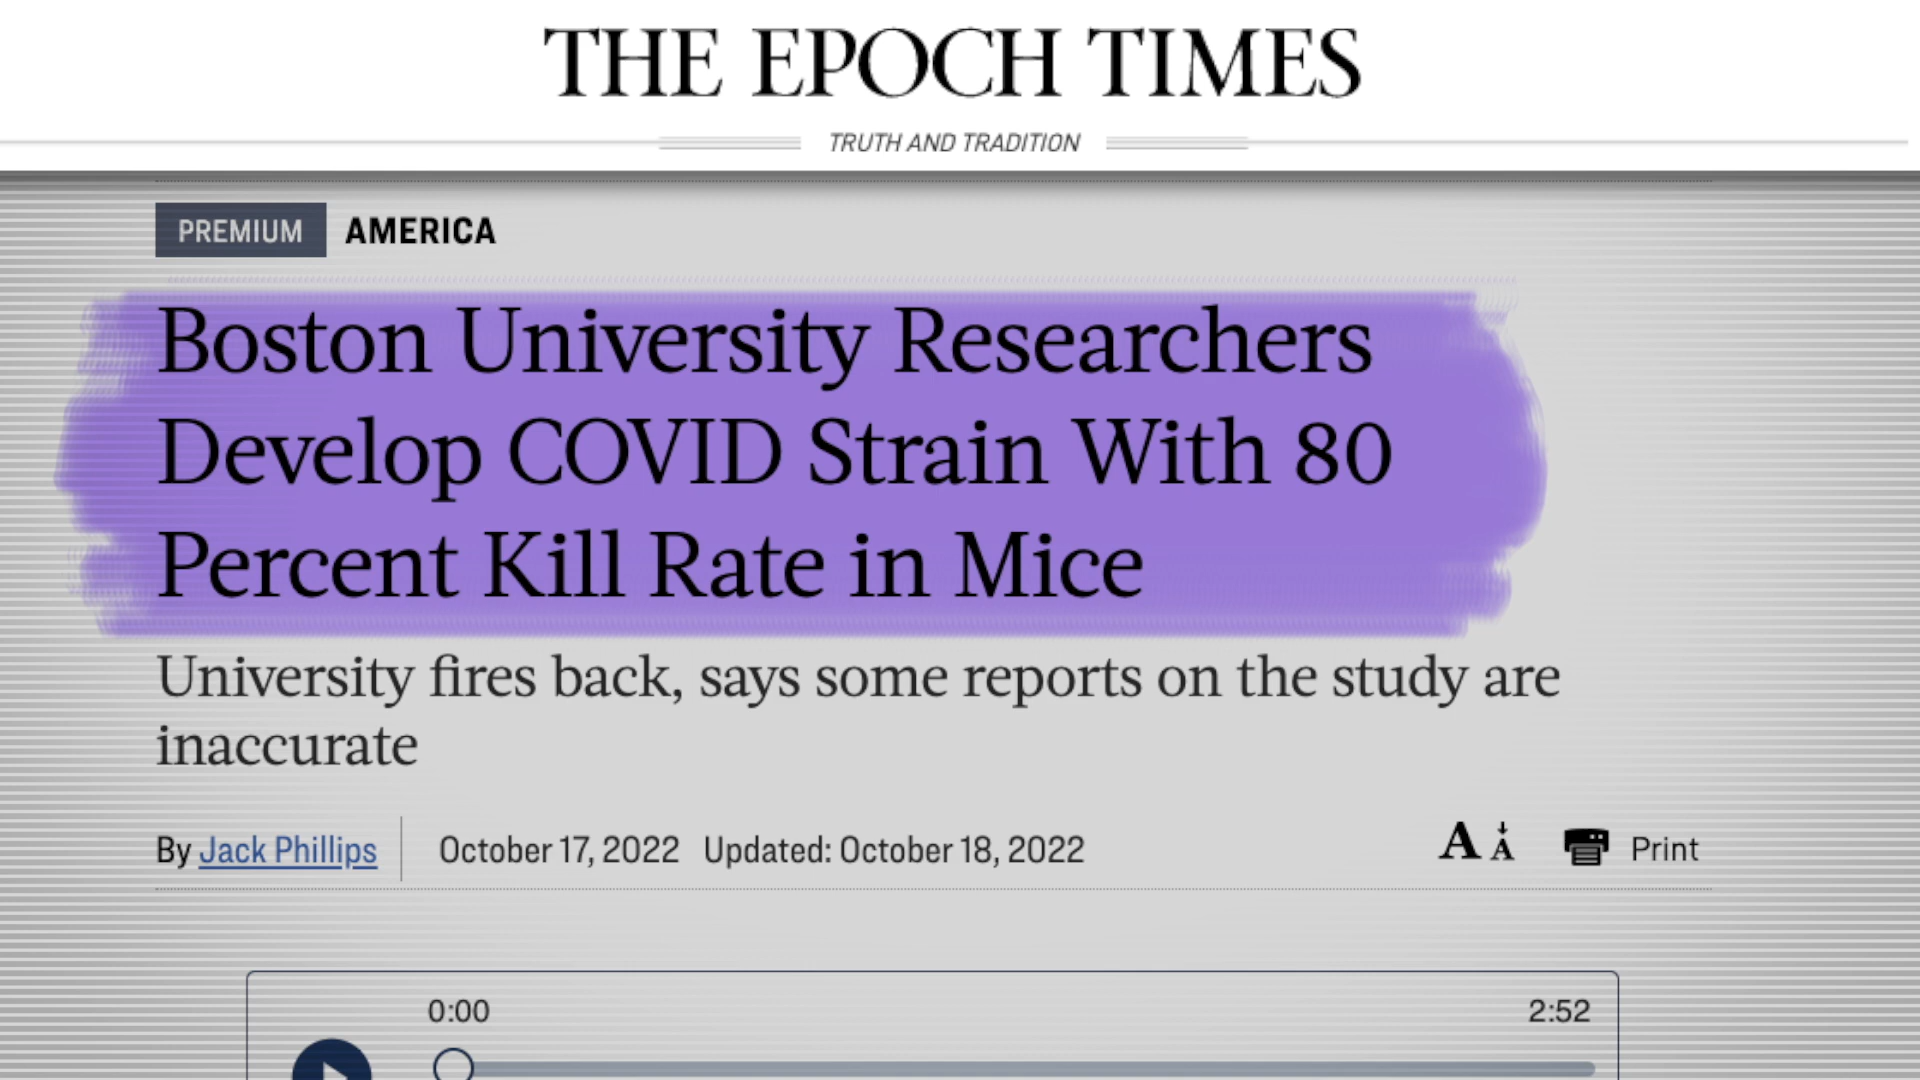 THE EPOCH TIMES
TRUTH AND TRADITION
PREMIUM AMERICA
Boston University Researchers
Develop COVID Strain With 80
Percent Kill Rate in Mice
University fires back, says some reports on the study are
inaccurate
By Jack Phillips October 17, 2022 Updated: October 18, 2022 A A Print
0:00 2:52